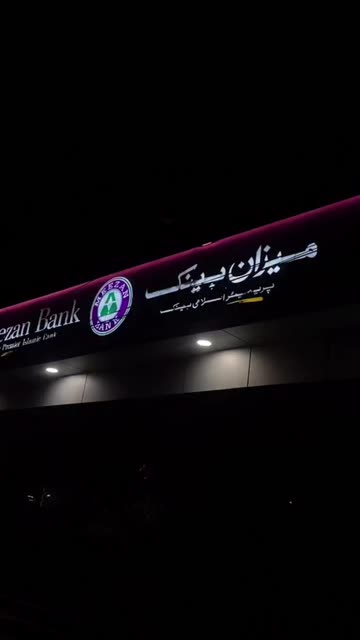 ezan Bank
Premier Islamic Bank
MEEZAN BANK
میزان بینک
پریمیئر اسلامی بینک